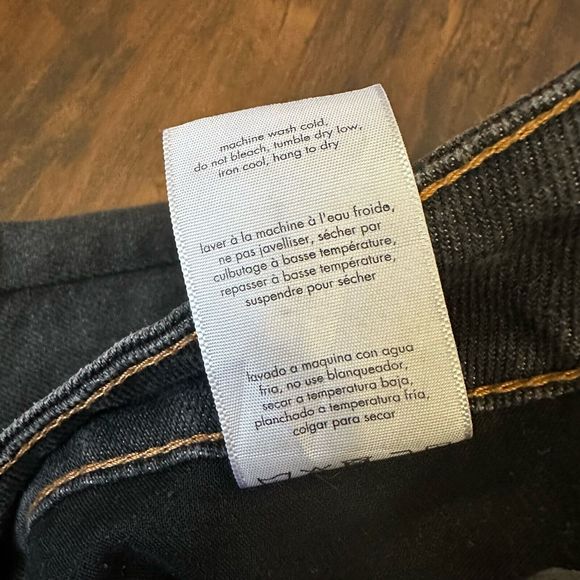 machine wash cold,
do not bleach, tumble dry low,
iron cool, hang to dry
laver à la machine à l'eau froide,
ne pas javelliser, sécher par
culbutage à basse température,
repasser à basse température,
suspendre pour sécher
lavado a maquina con agua
fria, no use blanqueador,
secar a temperatura baja,
planchado a temperatura fría,
colgar para secar